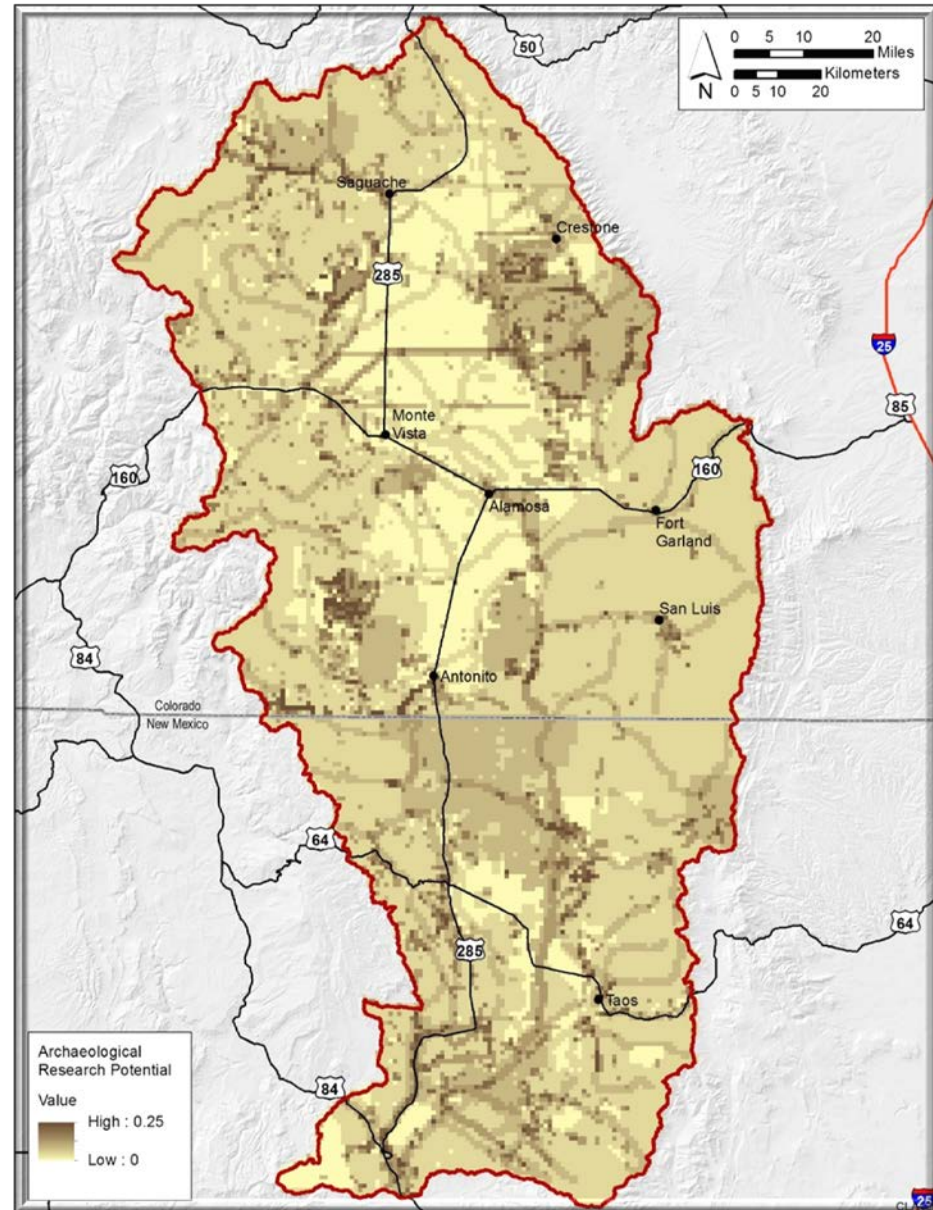 50
0 5 10 20
Miles
Kilometers
0 5 10 20
N
Saguache
Crestone
285
25
Monte
Vista
85
160
160
Alamosa
Fort
Garland
San Luis
84
Antonito
Colorado
New Mexico
64
64
285
Taos
Archaeological
Research Potential
Value
High : 0.25
Low : 0
84
25